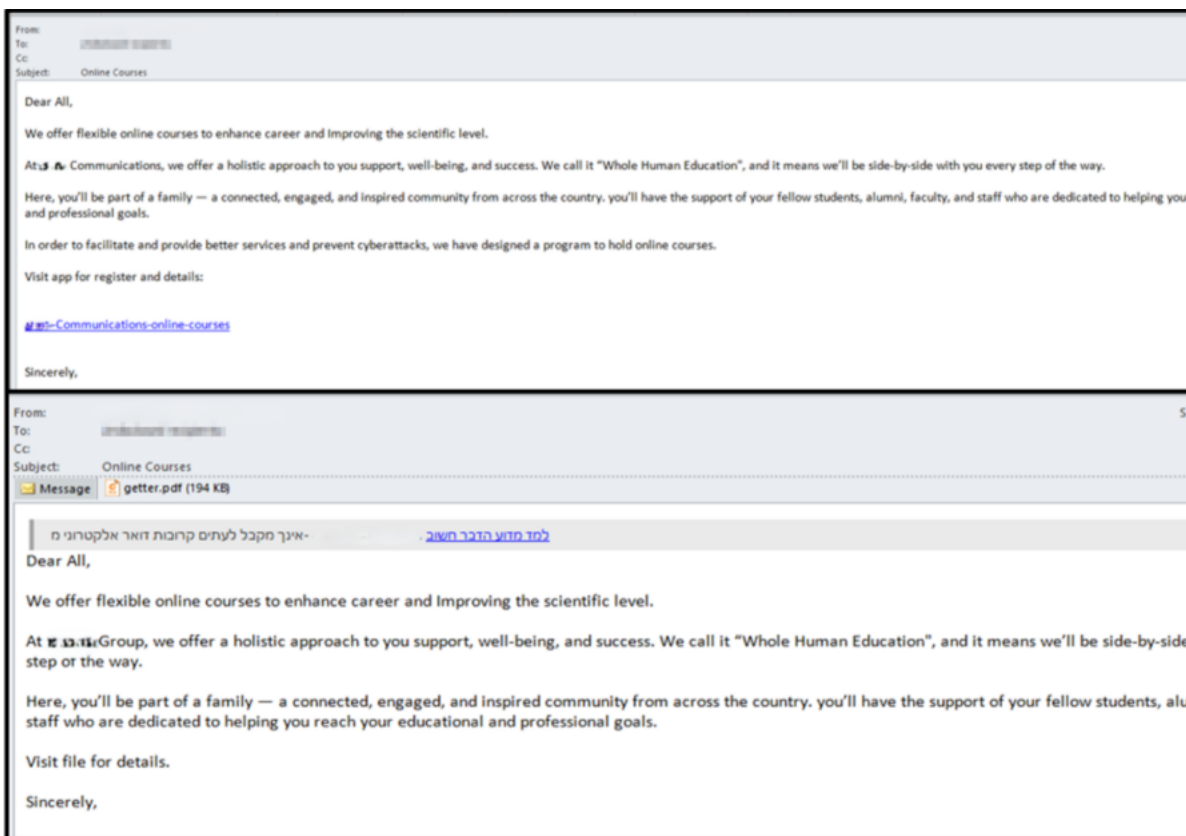 From:
To:
Cc:
Subject: Online Courses
Dear All,
We offer flexible online courses to enhance career and Improving the scientific level.
At Communications, we offer a holistic approach to you support, well-being, and success. We call it "Whole Human Education", and it means we'll be side-by-side with you every step of the way.
Here, you'll be part of a family — a connected, engaged, and inspired community from across the country. you'll have the support of your fellow students, alumni, faculty, and staff who are dedicated to helping you
and professional goals.
In order to facilitate and provide better services and prevent cyberattacks, we have designed a program to hold online courses.
Visit app for register and details:
-Communications-online-courses
Sincerely,
From:
S
To:
Cc:
Subject: Online Courses
Message getter.pdf (194 KB)
אינך מקבל לעתים קרובות דואר אלקטרוני מ- . למד מדוע הדבר חשוב
Dear All,
We offer flexible online courses to enhance career and Improving the scientific level.
At Group, we offer a holistic approach to you support, well-being, and success. We call it "Whole Human Education", and it means we'll be side-by-side
step of the way.
Here, you'll be part of a family — a connected, engaged, and inspired community from across the country. you'll have the support of your fellow students, alu
staff who are dedicated to helping you reach your educational and professional goals.
Visit file for details.
Sincerely,